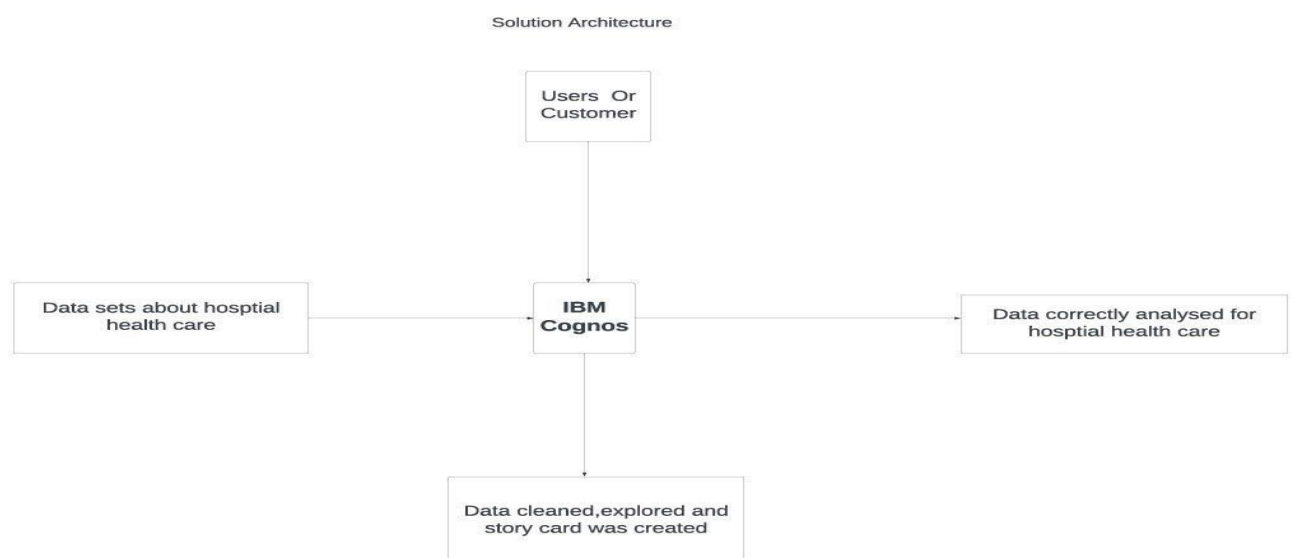 Solution Architecture
Users Or
Customer
Data sets about hosptial
health care
IBM
Cognos
Data correctly analysed for
hosptial health care
Data cleaned,explored and
story card was created